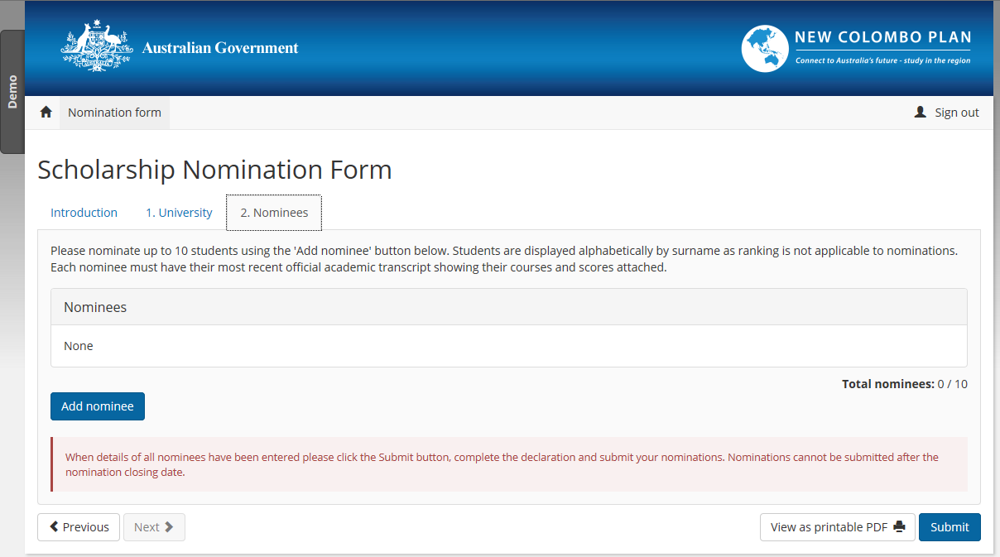 Demo
Australian Government
NEW COLOMBO PLAN
Connect to Australia's future - study in the region
Nomination form
Sign out
Scholarship Nomination Form
Introduction
1. University
2. Nominees
Please nominate up to 10 students using the 'Add nominee' button below. Students are displayed alphabetically by surname as ranking is not applicable to nominations.
Each nominee must have their most recent official academic transcript showing their courses and scores attached.
Nominees
None
Total nominees: 0 / 10
Add nominee
When details of all nominees have been entered please click the Submit button, complete the declaration and submit your nominations. Nominations cannot be submitted after the
nomination closing date.
Previous
Next
View as printable PDF
Submit